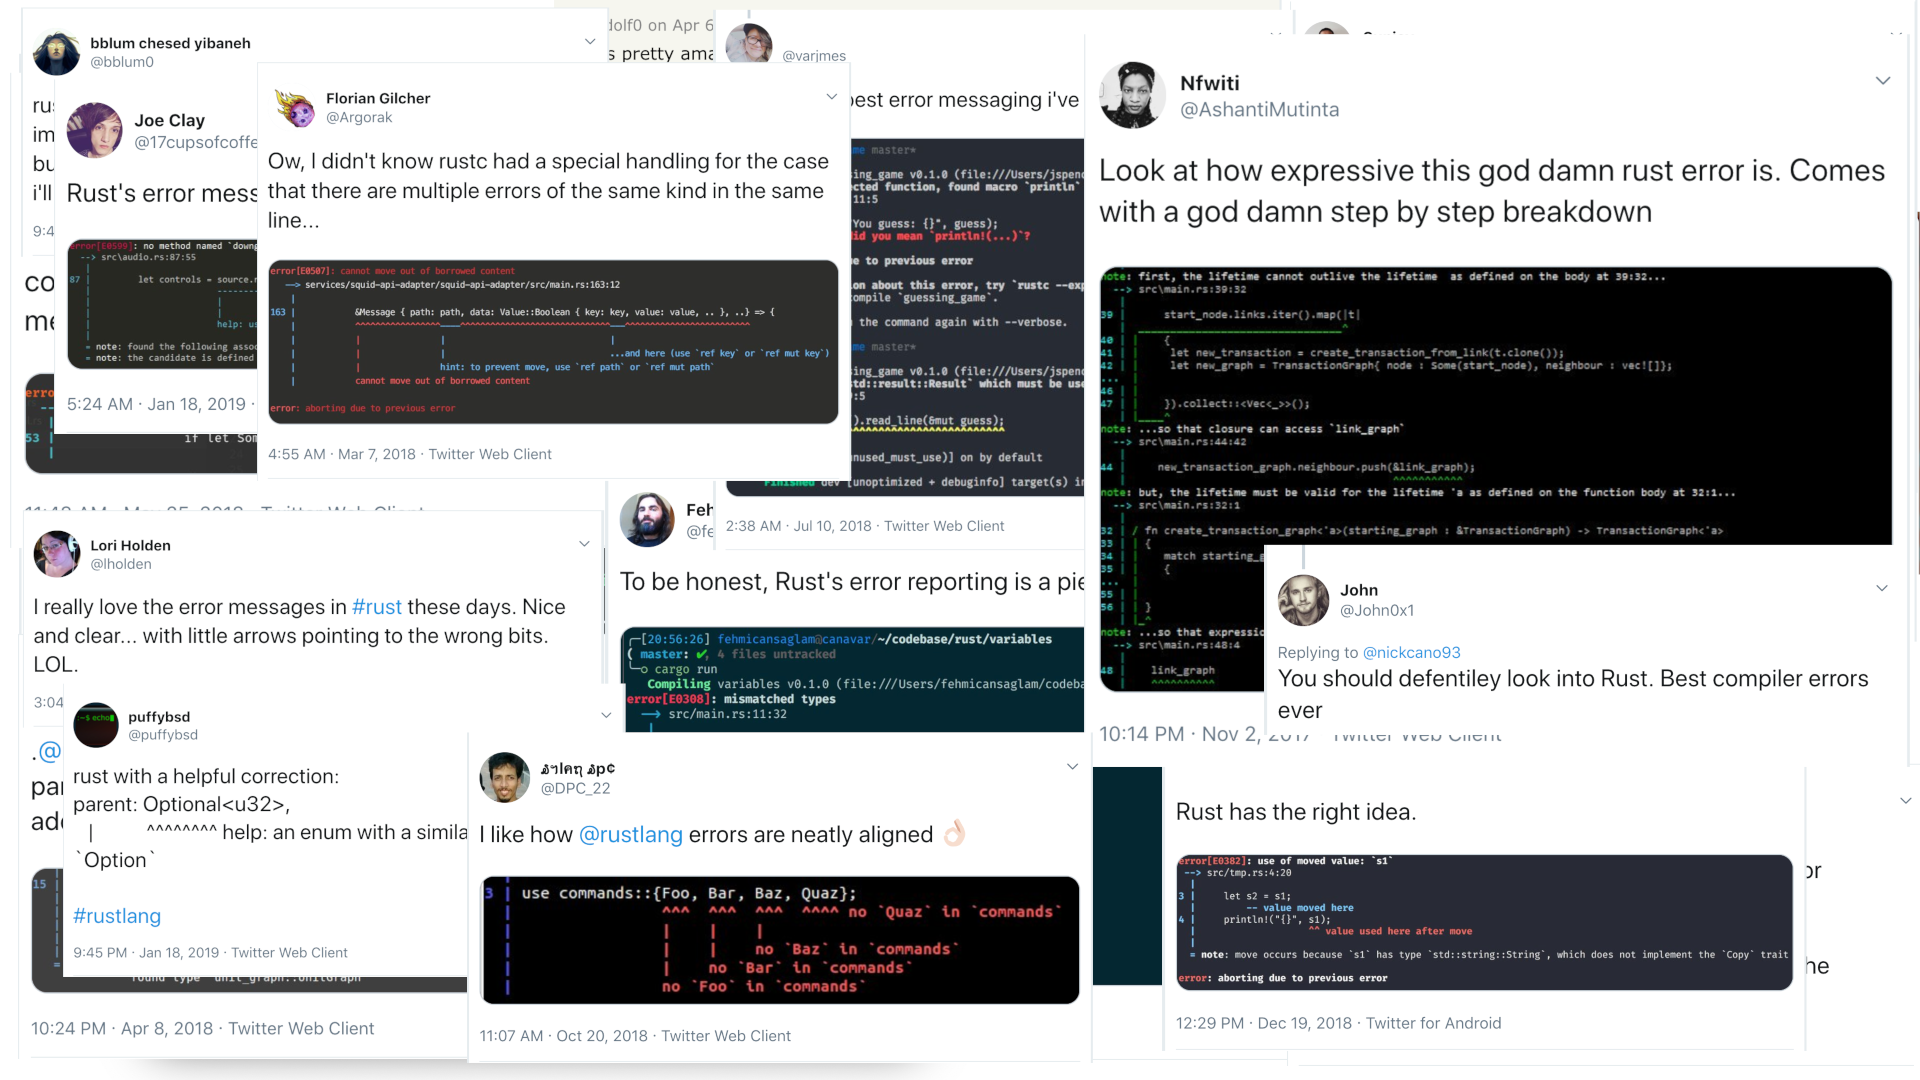 dolf0 on Apr 6
s pretty ama
bblum chesed yibaneh
@bblum0
im
bu
i'll
9:4
co
me
Joe Clay
@17cupsofcoffe
Rust's error mess
error[E0599]: no method named `downg
--> src\audio.rs:87:55
87 | let controls = source.r
help: us
= note: found the following assoc
= note: the candidate is defined
5:24 AM · Jan 18, 2019 ·
erro
53 | if let Som
Florian Gilcher
@Argorak
Ow, I didn't know rustc had a special handling for the case
that there are multiple errors of the same kind in the same
line...
error[E0507]: cannot move out of borrowed content
--> services/squid-api-adapter/squid-api-adapter/src/main.rs:163:12
163 | &Message { path: path, data: Value::Boolean { key: key, value: value, .. }, ..} => {
...and here (use `ref key` or `ref mut key`)
hint: to prevent move, use `ref path` or `ref mut path`
cannot move out of borrowed content
error: aborting due to previous error
4:55 AM · Mar 7, 2018 · Twitter Web Client
@varjmes
best error messaging i've
me master*
sing_game v0.1.0 (file:///Users/jspenc
cted function, found macro `println`
11:5
"You guess: {}", guess);
did you mean `println!(...)`?
e to previous error
on about this error, try `rustc --exp
compile `guessing_game`.
the command again with --verbose.
me master*
sing_game v0.1.0 (file:///Users/jspenc
std::result::Result` which must be use
:5
).read_line(&mut guess);
unused_must_use)] on by default
Finished dev [unoptimized + debuginfo] target(s) in
2:38 AM · Jul 10, 2018 · Twitter Web Client
Nfwiti
@AshantiMutinta
Look at how expressive this god damn rust error is. Comes
with a god damn step by step breakdown
note: first, the lifetime cannot outlive the lifetime  as defined on the body at 39:32...
--> src\main.rs:39:32
39 | start_node.links.iter().map(|t|
40 | {
41 | let new_transaction = create_transaction_from_link(t.clone());
42 | let new_graph = TransactionGraph{ node : Some(start_node), neighbour : vec![]};
...
46
47 | }).collect::<Vec<_>>();
note: ...so that closure can access `link_graph`
--> src\main.rs:44:42
44 | new_transaction_graph.neighbour.push(&link_graph);
^^^^^^^^^^^
note: but, the lifetime must be valid for the lifetime 'a as defined on the function body at 32:1...
--> src\main.rs:32:1
32 | / fn create_transaction_graph<'a>(starting_graph : &TransactionGraph) -> TransactionGraph<'a>
33 | | {
34 | | match starting_g
35 | | {
...
55 | |
56 | | }
| |_^
note: ...so that expressio
--> src\main.rs:48:4
48 | link_graph
^^^^^^^^^^
10:14 PM · Nov 2, 2017 · Twitter Web Client
John
@John0x1
Replying to @nickcano93
You should defentiley look into Rust. Best compiler errors
ever
Lori Holden
@lholden
I really love the error messages in #rust these days. Nice
and clear... with little arrows pointing to the wrong bits.
LOL.
3:04
.@
par
ado
Feh
@fe
To be honest, Rust's error reporting is a pie
[20:56:26] fehmicansaglam@canavar/~/codebase/rust/variables
( master: ✔, 4 files untracked
cargo run
Compiling variables v0.1.0 (file:///Users/fehmicansaglam/codeba
error[E0308]: mismatched types
--> src/main.rs:11:32
puffybsd
@puffybsd
rust with a helpful correction:
parent: Optional<u32>,
| ^^^^^^^^ help: an enum with a simila
`Option`
#rustlang
9:45 PM · Jan 18, 2019 · Twitter Web Client
15
found type `unit_graph::UnitGraph
10:24 PM · Apr 8, 2018 · Twitter Web Client
@DPC_22
I like how @rustlang errors are neatly aligned 👌🏻
3 | use commands::{Foo, Bar, Baz, Quaz};
| ^^^ ^^^ ^^^ ^^^^ no `Quaz` in `commands`
| | | |
| | | no `Baz` in `commands`
| | no `Bar` in `commands`
| no `Foo` in `commands`
11:07 AM · Oct 20, 2018 · Twitter Web Client
Rust has the right idea.
error[E0382]: use of moved value: `s1`
--> src/tmp.rs:4:20
3 | let s2 = s1;
| -- value moved here
4 | println!("{}", s1);
| ^^ value used here after move
= note: move occurs because `s1` has type `std::string::String`, which does not implement the `Copy` trait
error: aborting due to previous error
12:29 PM · Dec 19, 2018 · Twitter for Android
or
he